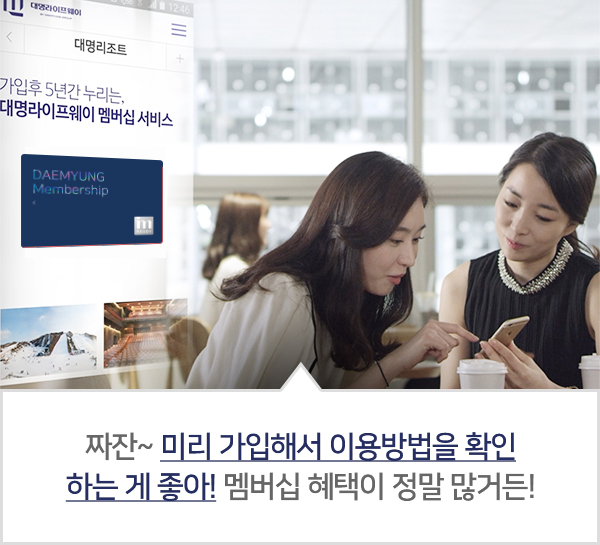 12:46
대명라이프웨이
대명리조트
가입후 5년간 누리는,
대명라이프웨이 멤버십 서비스
DAEMYUNG
Membership
짜잔~ 미리 가입해서 이용방법을 확인
하는 게 좋아! 멤버십 혜택이 정말 많거든!